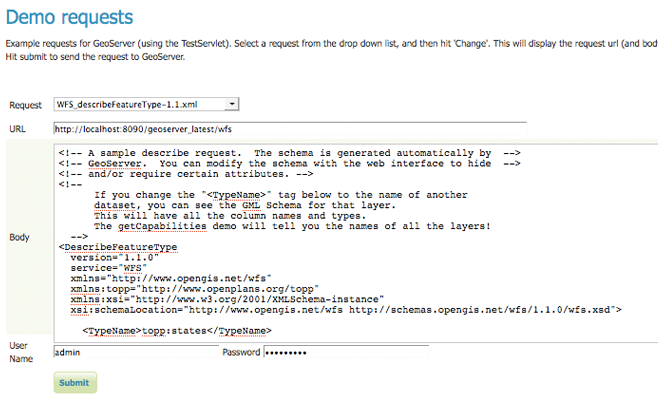 Demo requests
Example requests for GeoServer (using the TestServlet). Select a request from the drop down list, and then hit 'Change'. This will display the request url (and bod
Hit submit to send the request to GeoServer.
Request WFS_describeFeatureType-1.1.xml
URL http://localhost:8090/geoserver_latest/wfs
<!-- A sample describe request.  The schema is generated automatically by  -->
<!-- GeoServer.  You can modify the schema with the web interface to hide  -->
<!-- and/or require certain attributes. -->
<!--
If you change the "<TypeName>" tag below to the name of another
dataset, you can see the GML Schema for that layer.
This will have all the column names and types.
The getCapabilities demo will tell you the names of all the layers!
Body
-->
<DescribeFeatureType
version="1.1.0"
service="WFS"
xmlns="http://www.opengis.net/wfs"
xmlns:topp="http://www.openplans.org/topp"
xmlns:xsi="http://www.w3.org/2001/XMLSchema-instance"
xsi:schemaLocation="http://www.opengis.net/wfs http://schemas.opengis.net/wfs/1.1.0/wfs.xsd">
<TypeName>topp:states</TypeName>
User Name admin Password •••••••••
Submit